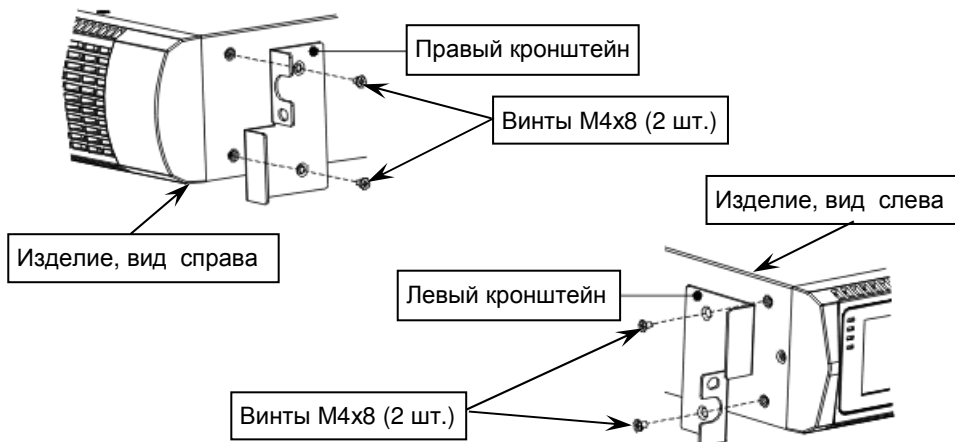 Правый кронштейн
Винты М4х8 (2 шт.)
Изделие, вид  слева
Изделие, вид  справа
Левый кронштейн
Винты М4х8 (2 шт.)